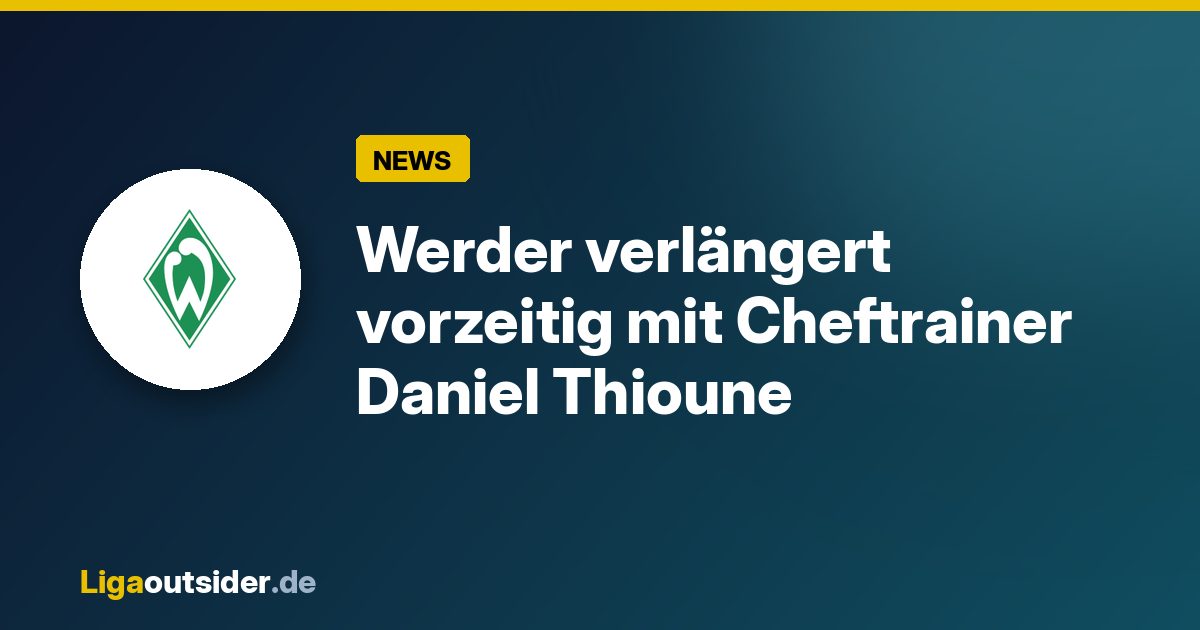 NEWS
Werder verlängert
vorzeitig mit Cheftrainer
Daniel Thioune
Ligaoutsider.de